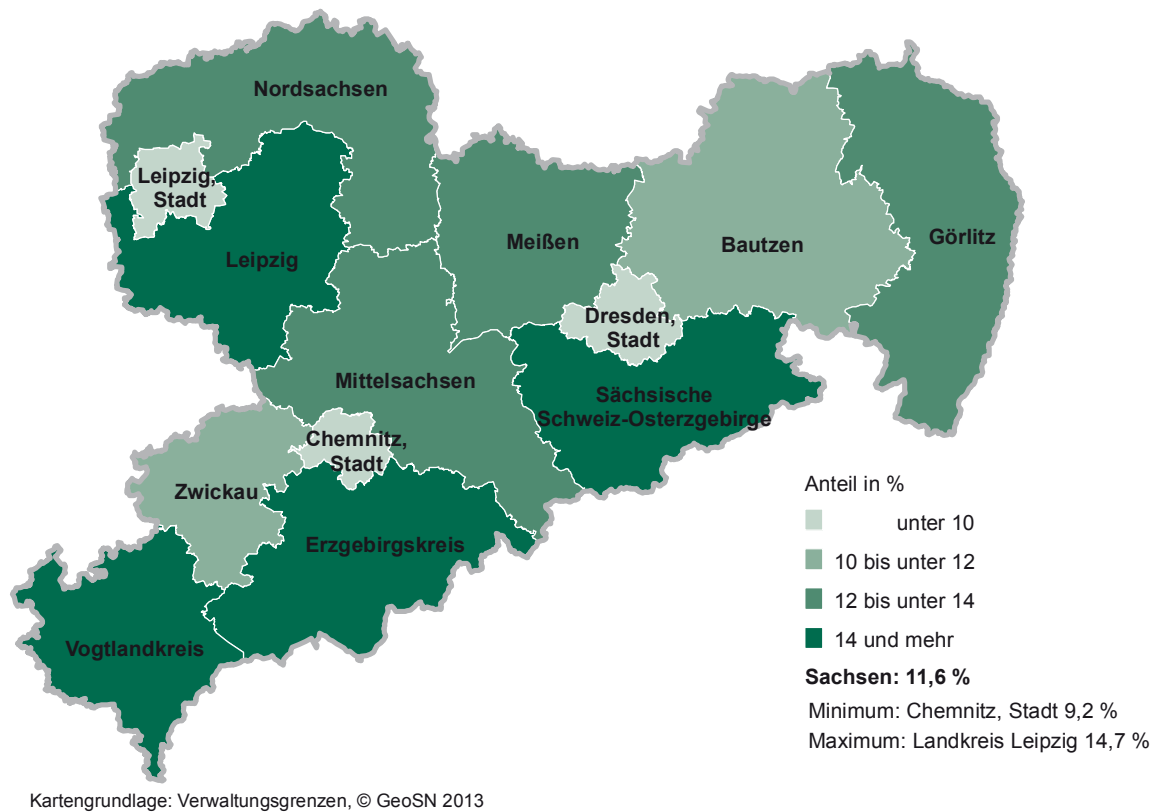 Nordsachsen
Leipzig,
Stadt
Leipzig
Meißen
Bautzen
Görlitz
Dresden,
Stadt
Mittelsachsen
Sächsische
Schweiz-Osterzgebirge
Chemnitz,
Stadt
Zwickau
Erzgebirgskreis
Vogtlandkreis
Anteil in %
unter 10
10 bis unter 12
12 bis unter 14
14 und mehr
Sachsen: 11,6 %
Minimum: Chemnitz, Stadt 9,2 %
Maximum: Landkreis Leipzig 14,7 %
Kartengrundlage: Verwaltungsgrenzen, © GeoSN 2013